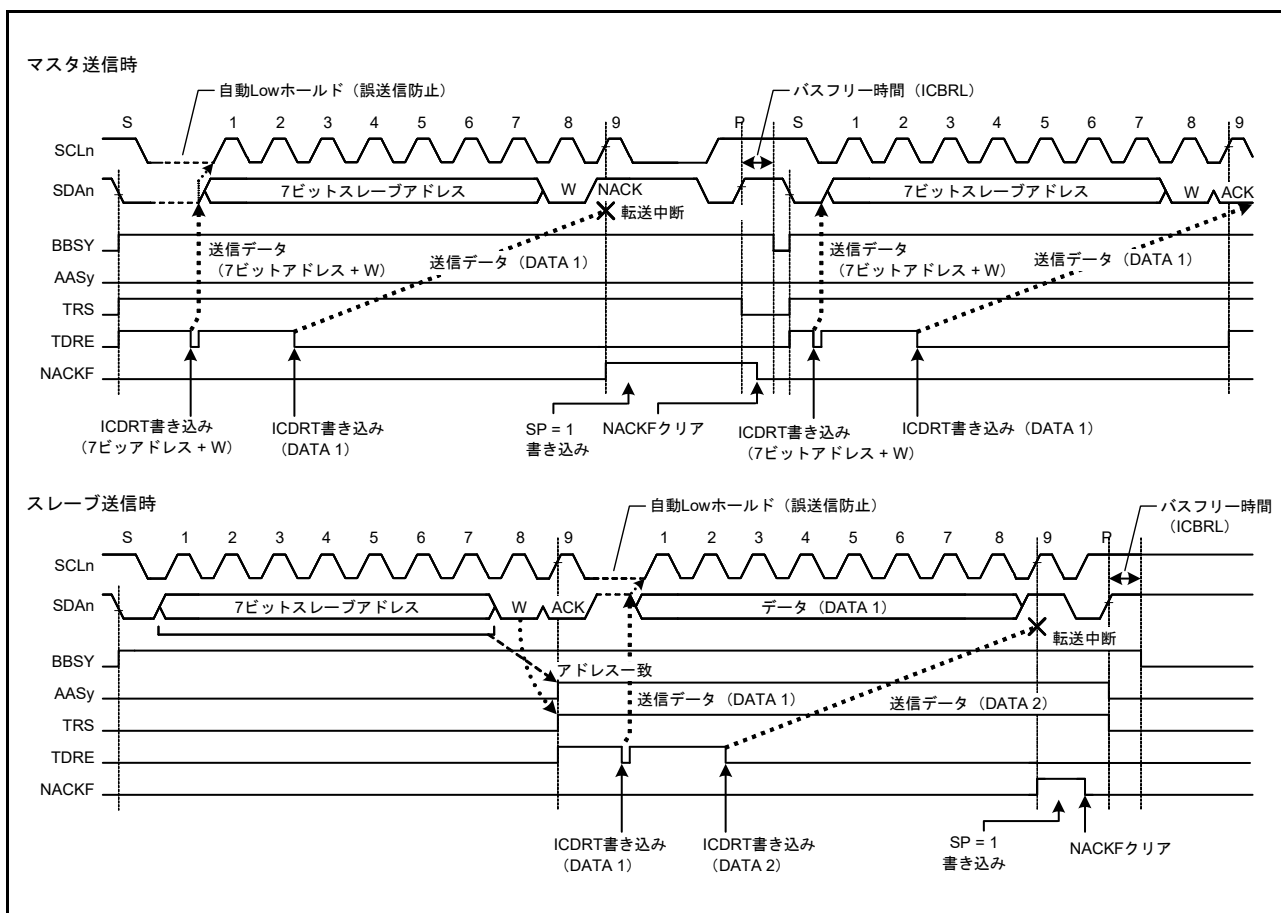 マスタ送信時
自動Lowホールド（誤送信防止）
バスフリー時間（ICBRL）
S 1 2 3 4 5 6 7 8 9 P S 1 2 3 4 5 6 7 8 9
SCLn
SDAn 7ビットスレーブアドレス W NACK 7ビットスレーブアドレス W ACK
転送中断
BBSY
送信データ
（7ビットアドレス + W）
送信データ（DATA 1）
送信データ
（7ビットアドレス + W）
送信データ（DATA 1）
AASy
TRS
TDRE
NACKF
ICDRT書き込み
（7ビッアドレス + W）
ICDRT書き込み
（DATA 1）
SP = 1
書き込み
NACKFクリア
ICDRT書き込み
（7ビットアドレス + W）
ICDRT書き込み（DATA 1）
スレーブ送信時
自動Lowホールド（誤送信防止）
バスフリー時間
（ICBRL）
S 1 2 3 4 5 6 7 8 9 1 2 3 4 5 6 7 8 9 P
SCLn
SDAn 7ビットスレーブアドレス W ACK データ（DATA 1）
転送中断
BBSY
アドレス一致
AASy
送信データ（DATA 1）
送信データ（DATA 2）
TRS
TDRE
NACKF
ICDRT書き込み
（DATA 1）
ICDRT書き込み
（DATA 2）
SP = 1
書き込み
NACKFクリア